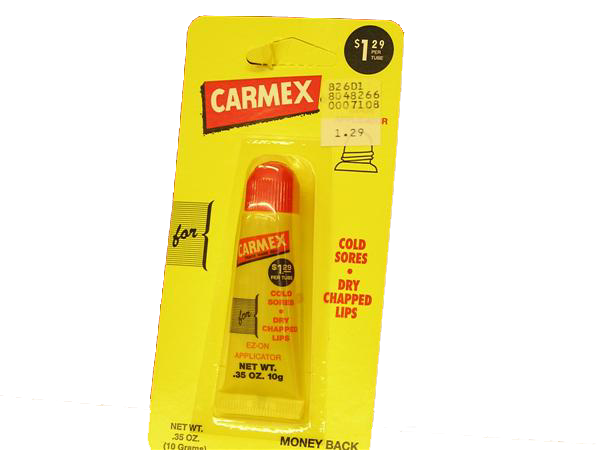 $1.29
PER
TUBE
CARMEX
B26D1
8048266
0007108
1.29
for
COLD
SORES
•
DRY
CHAPPED
LIPS
CARMEX
$1.29
PER TUBE
for
COLD
SORES
•
DRY
CHAPPED
LIPS
EZ-ON
APPLICATOR
NET WT.
.35 OZ. 10g
NET WT.
.35 OZ.
(10 Grams)
MONEY BACK